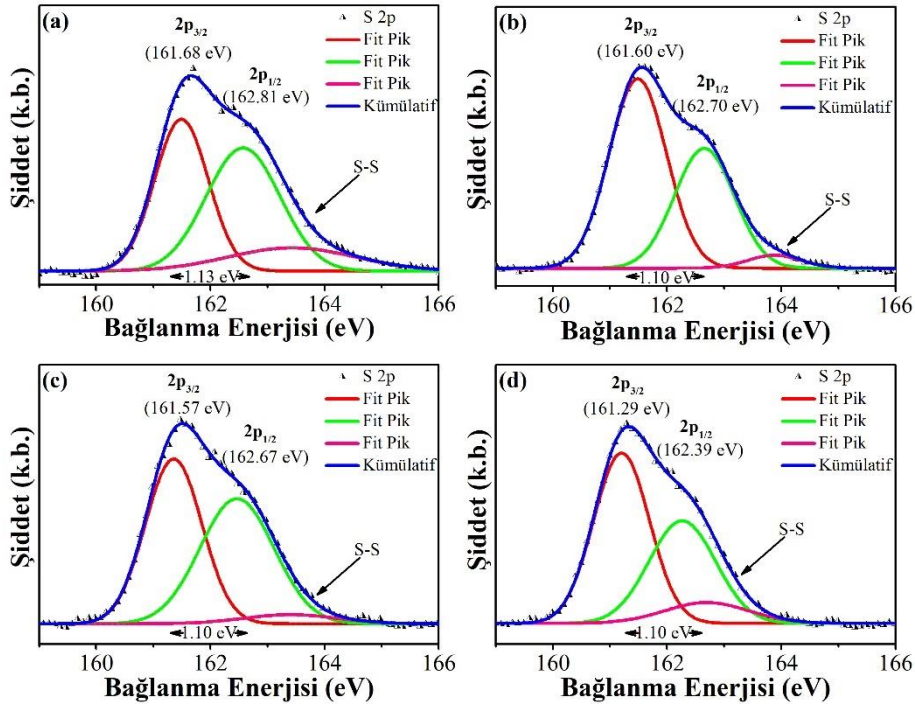 (a)
2p3/2
(161.68 eV)
2p1/2
(162.81 eV)
S 2p
Fit Pik
Fit Pik
Fit Pik
Kümülatif
S-S
1.13 eV
Şiddet (k.b.)
160 162 164 166
Bağlanma Enerjisi (eV)
(b)
2p3/2
(161.60 eV)
2p1/2
(162.70 eV)
S 2p
Fit Pik
Fit Pik
Fit Pik
Kümülatif
S-S
1.10 eV
Şiddet (k.b.)
160 162 164 166
Bağlanma Enerjisi (eV)
(c)
2p3/2
(161.57 eV)
2p1/2
(162.67 eV)
S 2p
Fit Pik
Fit Pik
Fit Pik
Kümülatif
S-S
1.10 eV
Şiddet (k.b.)
160 162 164 166
Bağlanma Enerjisi (eV)
(d)
2p3/2
(161.29 eV)
2p1/2
(162.39 eV)
S 2p
Fit Pik
Fit Pik
Fit Pik
Kümülatif
S-S
1.10 eV
Şiddet (k.b.)
160 162 164 166
Bağlanma Enerjisi (eV)